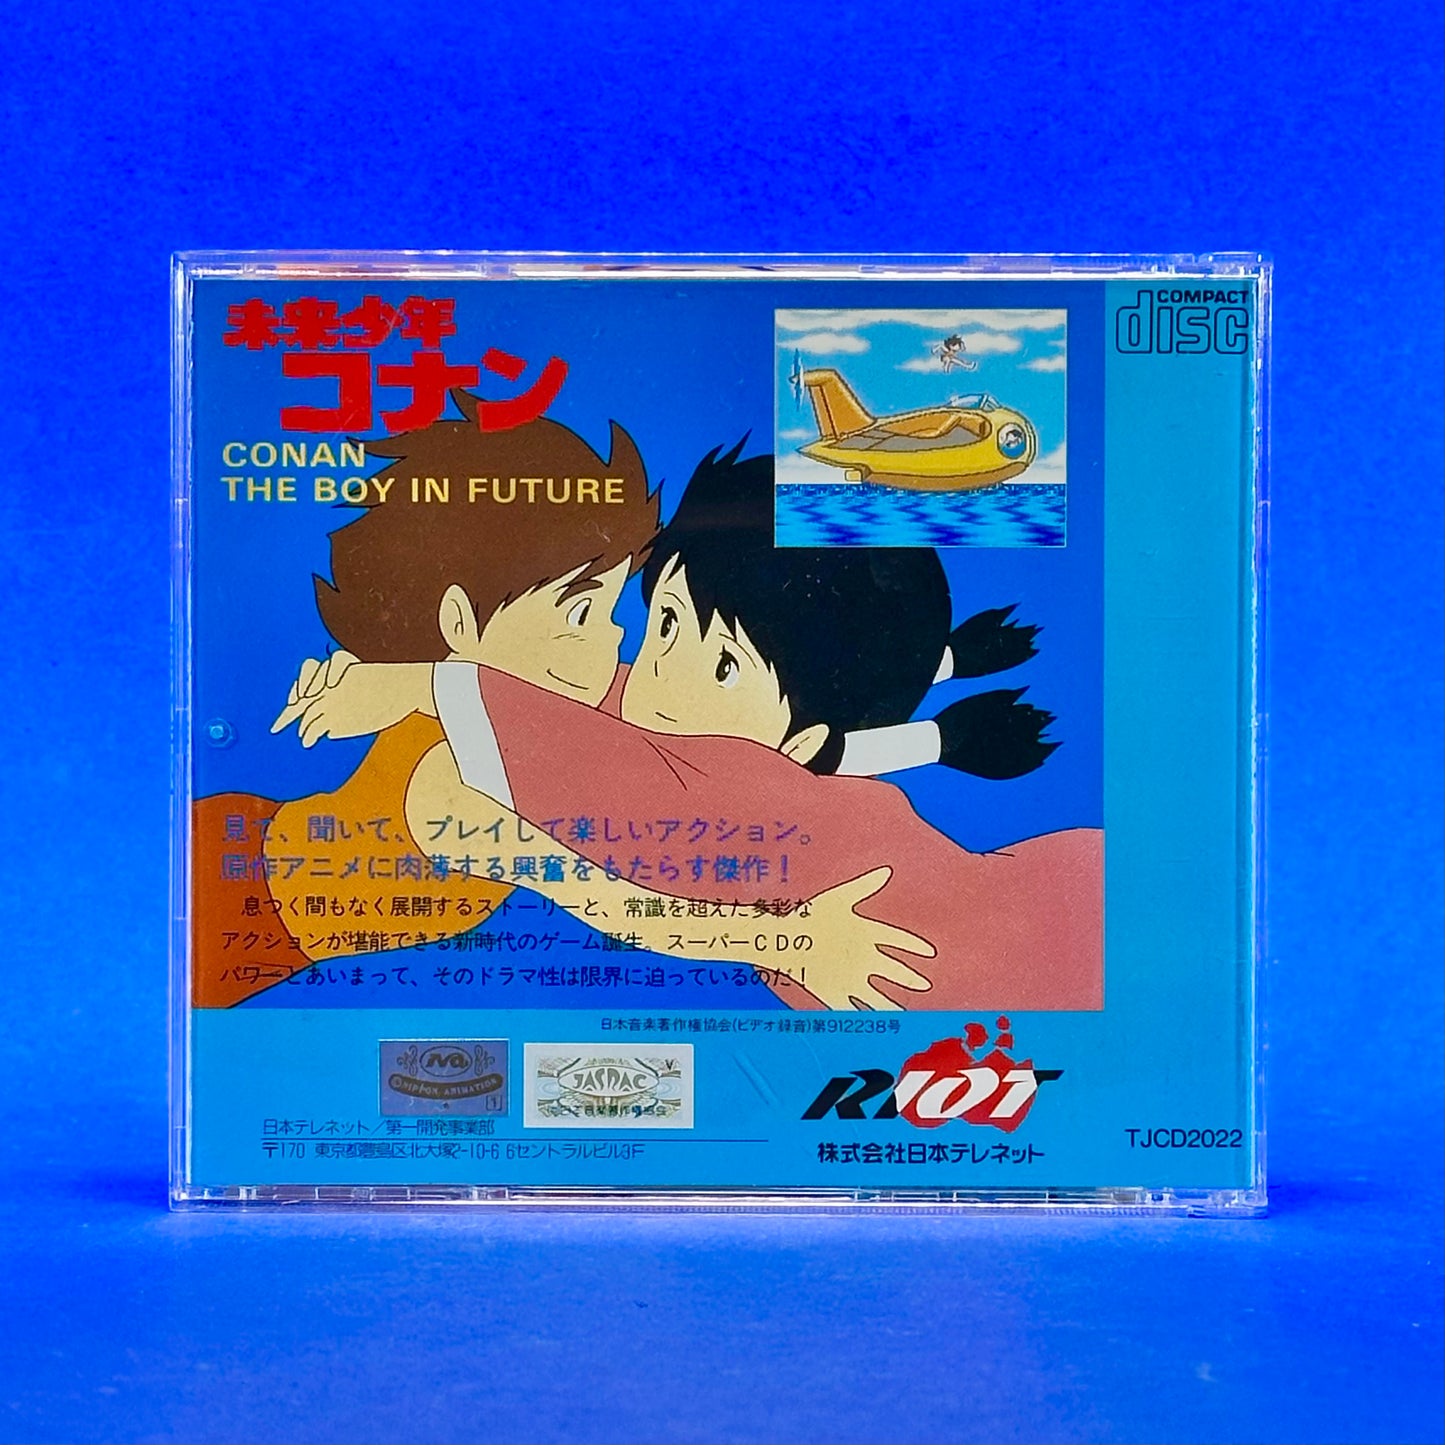 未来少年
コナン
CONAN
THE BOY IN FUTURE
COMPACT
disc
見て、聞いて、プレイして楽しいアクション。
原作アニメに肉薄する興奮をもたらす傑作！
息つく間もなく展開するストーリーと、常識を超えた多彩な
アクションが堪能できる新時代のゲーム誕生。スーパーＣＤの
パワーとあいまって、そのドラマ性は限界に迫っているのだ！
日本音楽著作権協会(ビデオ録音)第912238号
NA
©NIPPON ANIMATION
1
JASRAC
V
RIOT
日本テレネット／第一開発事業部
〒170 東京都豊島区北大塚2-10-6 6セントラルビル3F
株式会社日本テレネット
TJCD2022